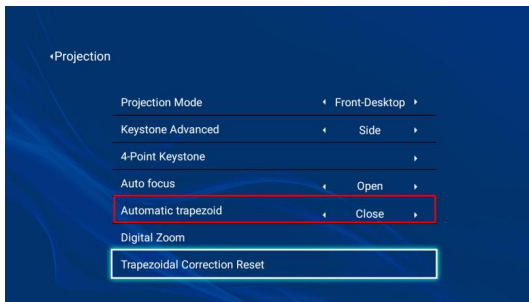 Projection
Projection Mode Front-Desktop
Keystone Advanced Side
4-Point Keystone
Auto focus Open
Automatic trapezoid Close
Digital Zoom
Trapezoidal Correction Reset